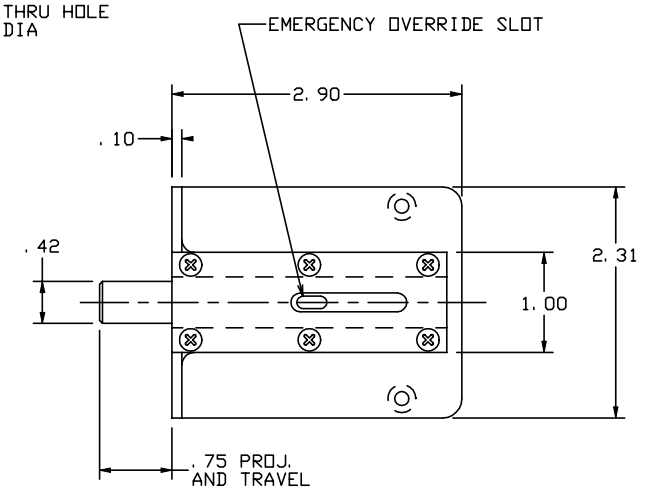 THRU HOLE
DIA
EMERGENCY OVERRIDE SLOT
2.90
.10
.42
2.31
1.00
.75 PROJ.
AND TRAVEL